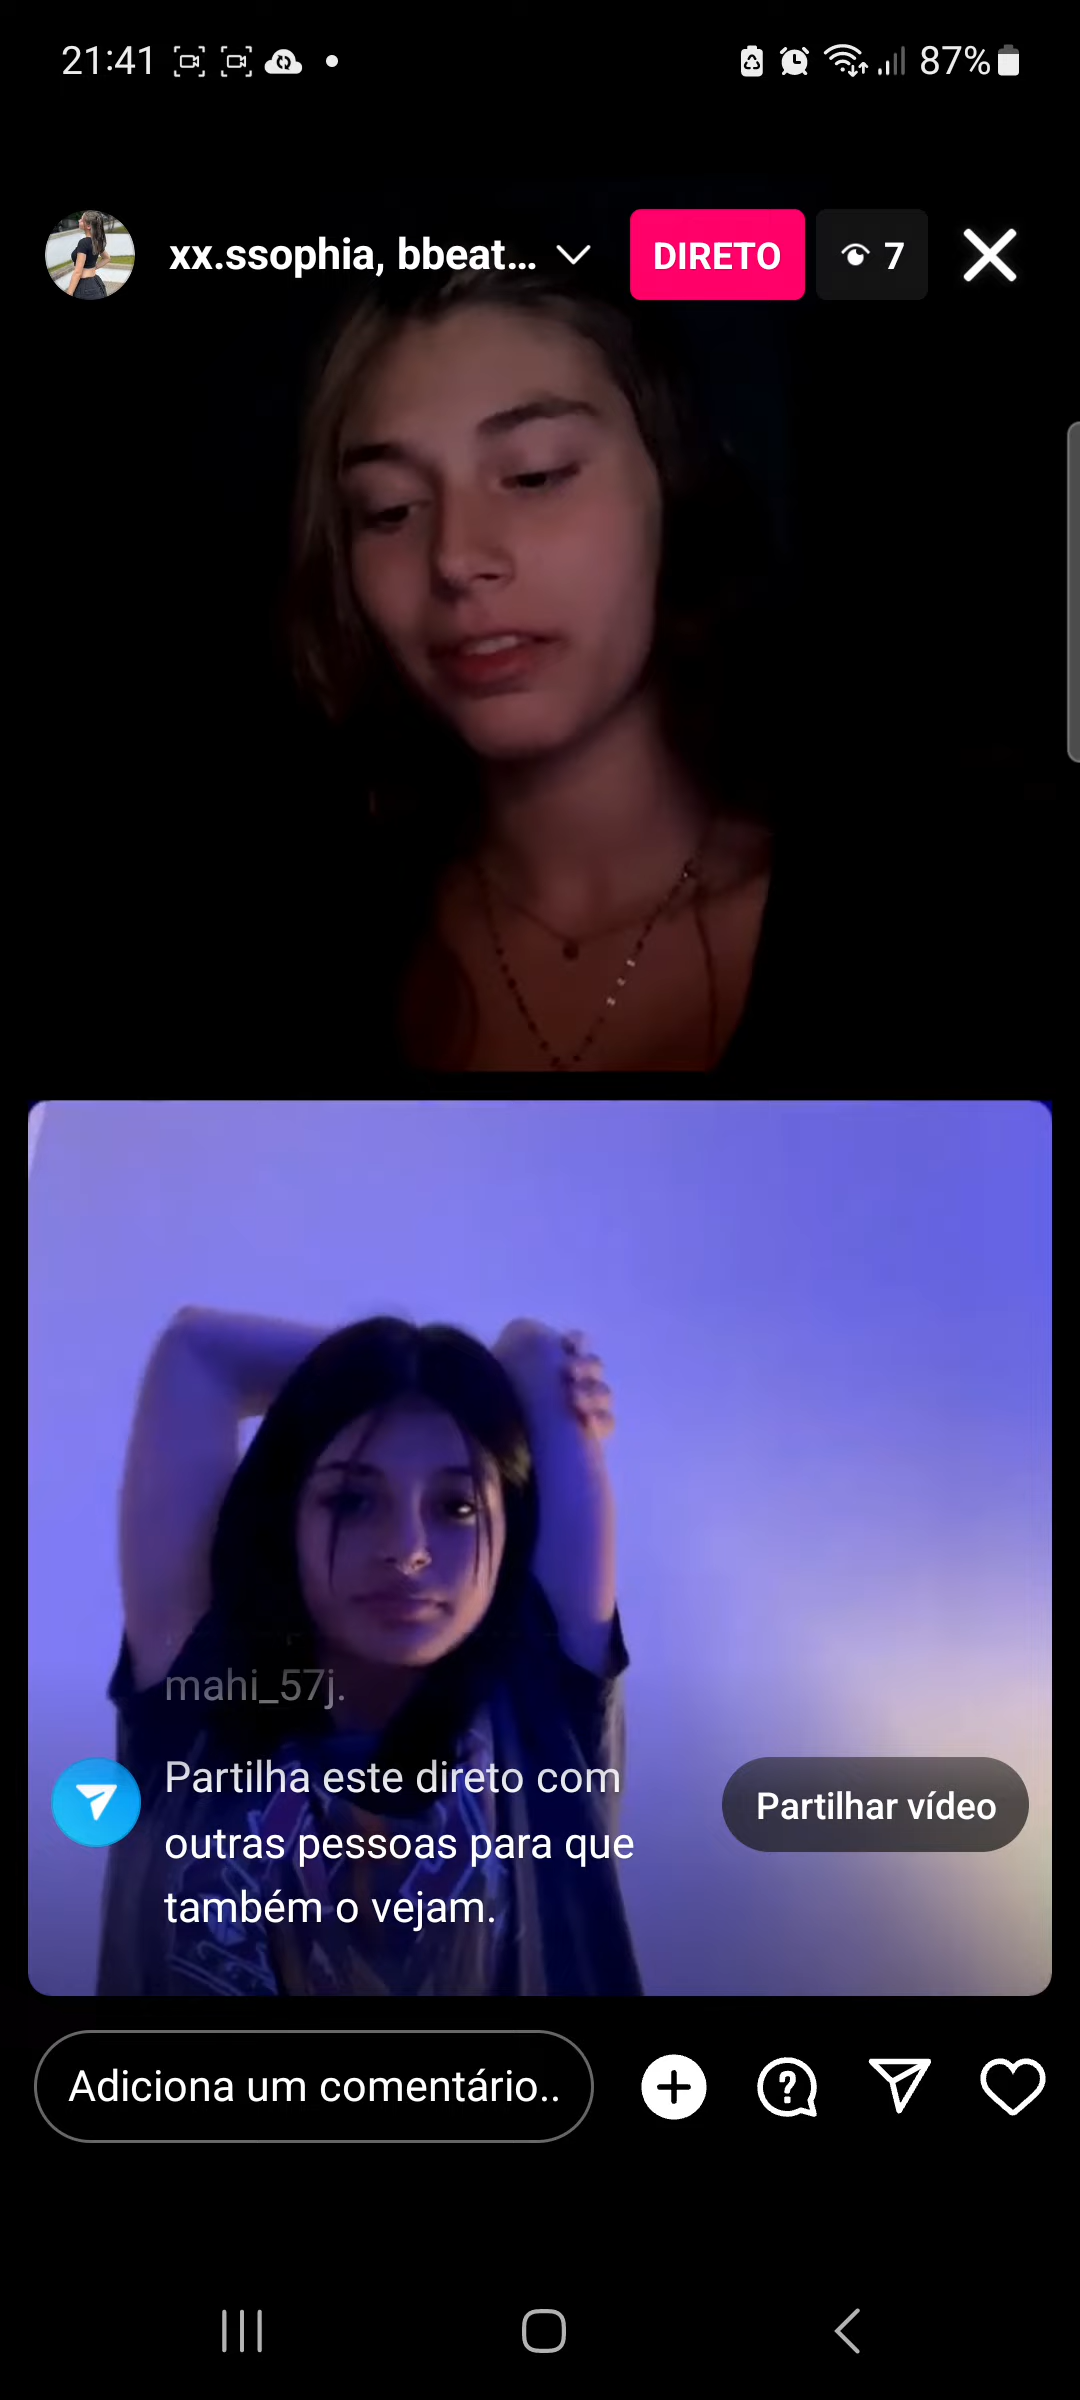 21:41
87%
xx.ssophia, bbeat...
DIRETO
7
mahi_57j.
Partilha este direto com
outras pessoas para que
também o vejam.
Partilhar vídeo
Adiciona um comentário..